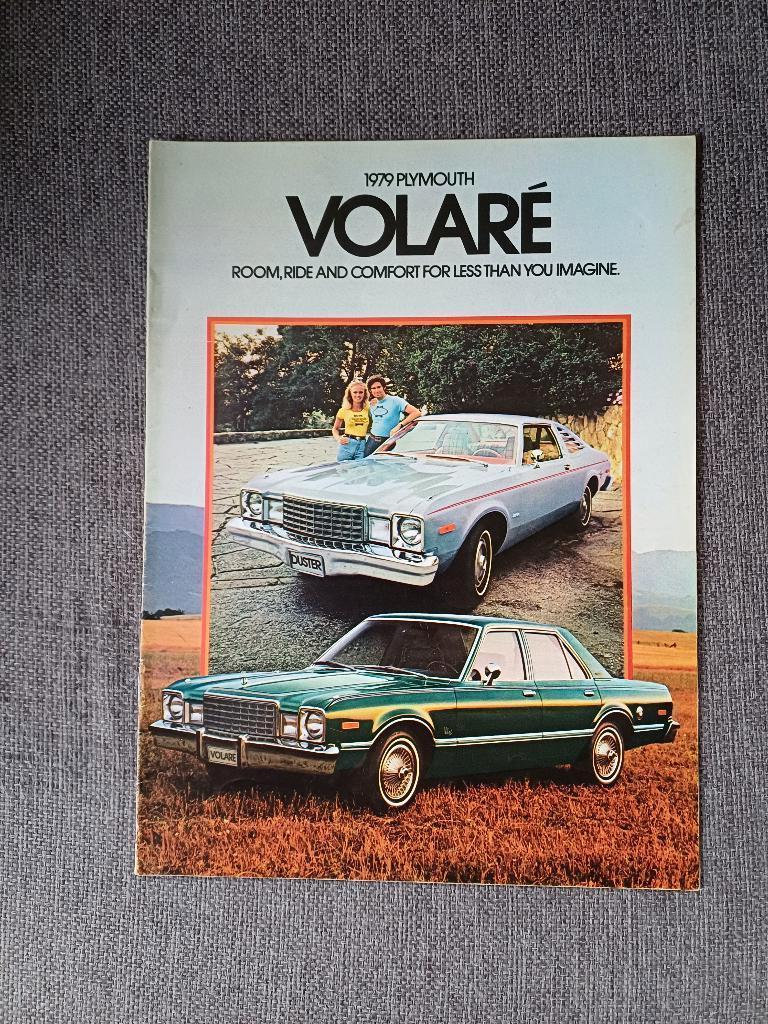 1979 PLYMOUTH
VOLARÉ
ROOM, RIDE AND COMFORT FOR LESS THAN YOU IMAGINE.
DUSTER
VOLARE